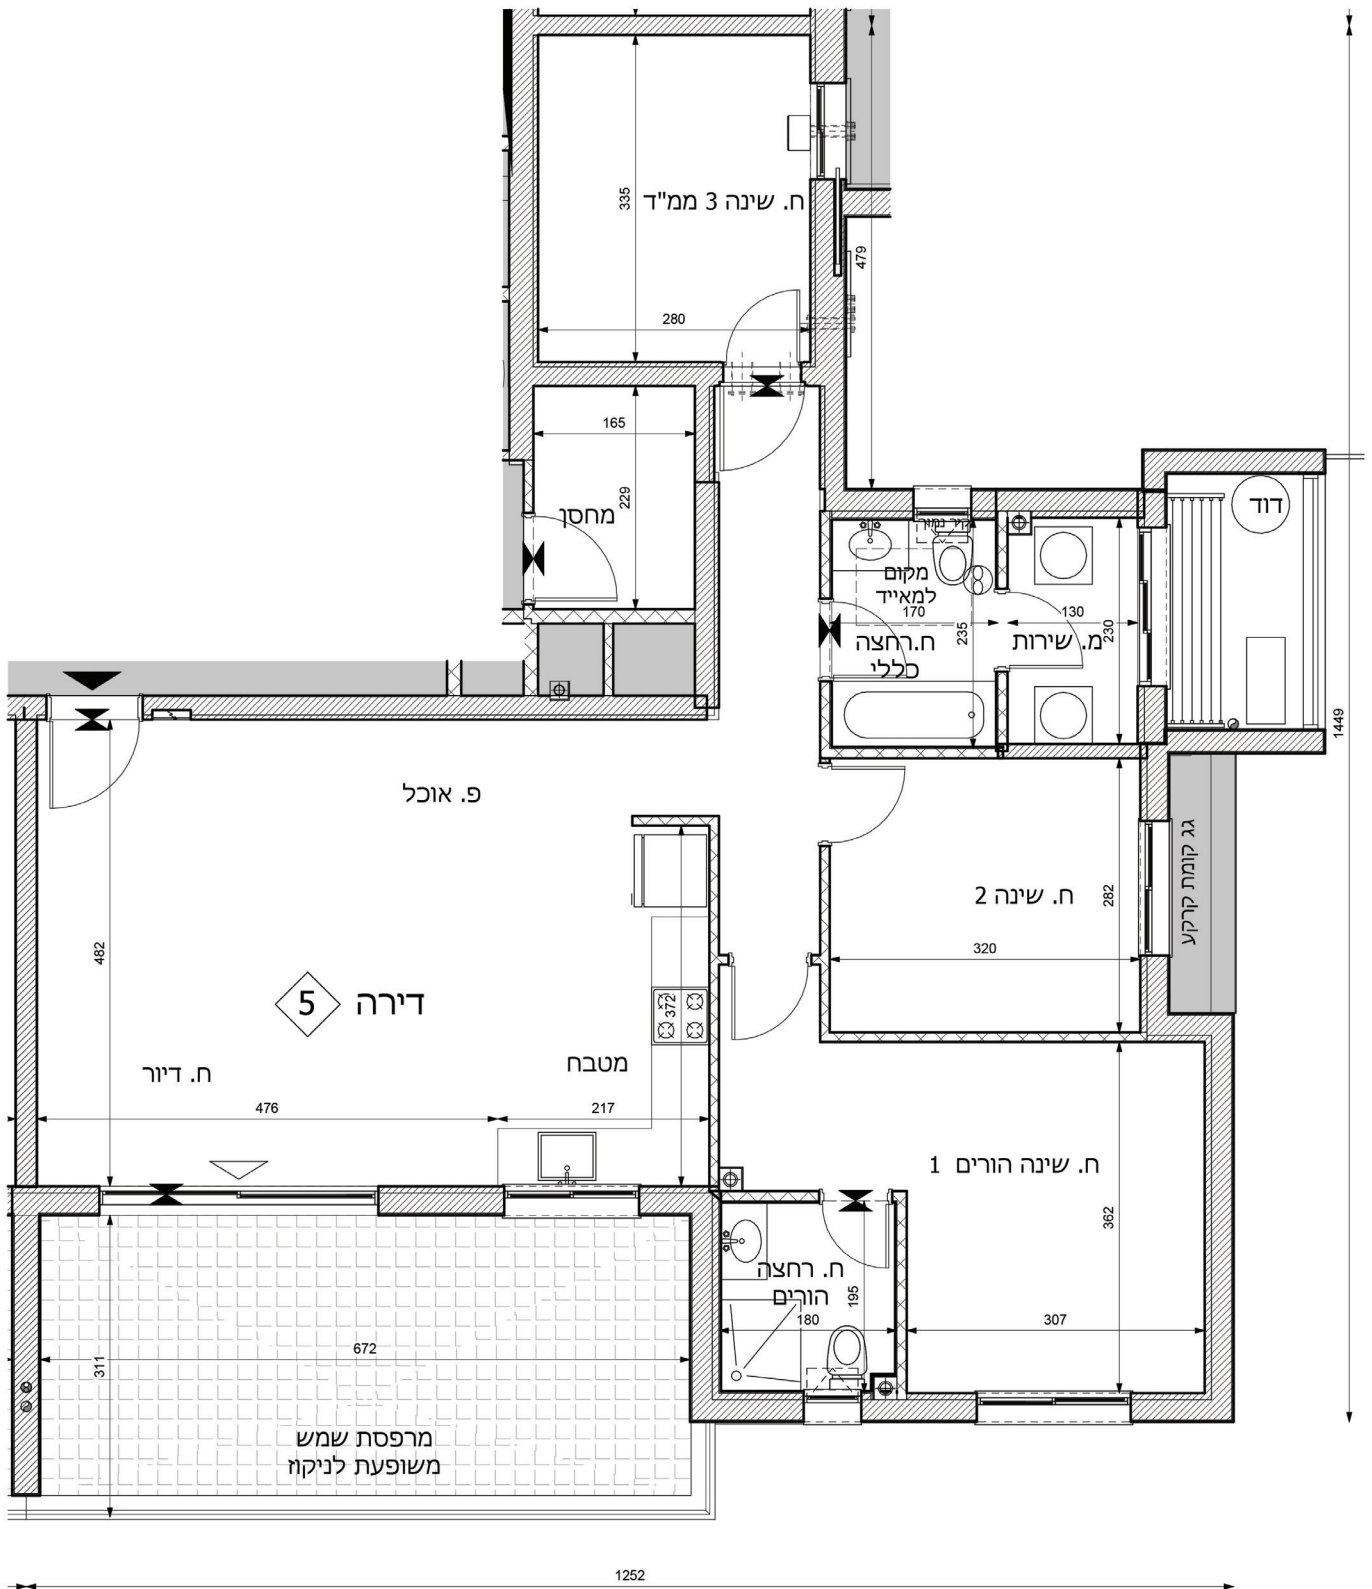 335
ח. שינה 3 ממ"ד
280
479
165
229
מחסן
דוד
קיר נמוך
מקום
למאייד
170
235
ח.רחצה
כללי
130
230
מ. שירות
1449
פ. אוכל
גג קומת קרקע
ח. שינה 2
282
320
482
372
דירה 5
מטבח
ח. דיור
476
217
ח. שינה הורים 1
362
ח. רחצה
הורים
195
180
307
672
311
מרפסת שמש
משופעת לניקוז
1252